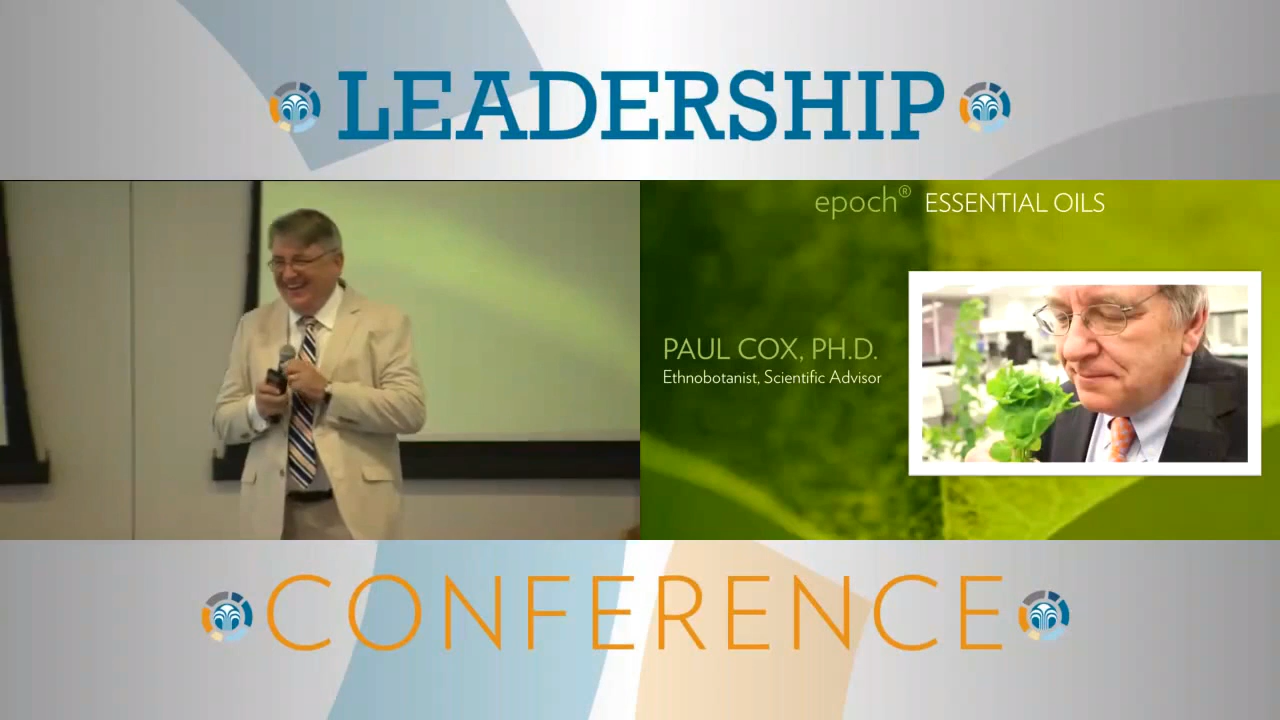 LEADERSHIP
epoch® ESSENTIAL OILS
PAUL COX, PH.D.
Ethnobotanist, Scientific Advisor
CONFERENCE